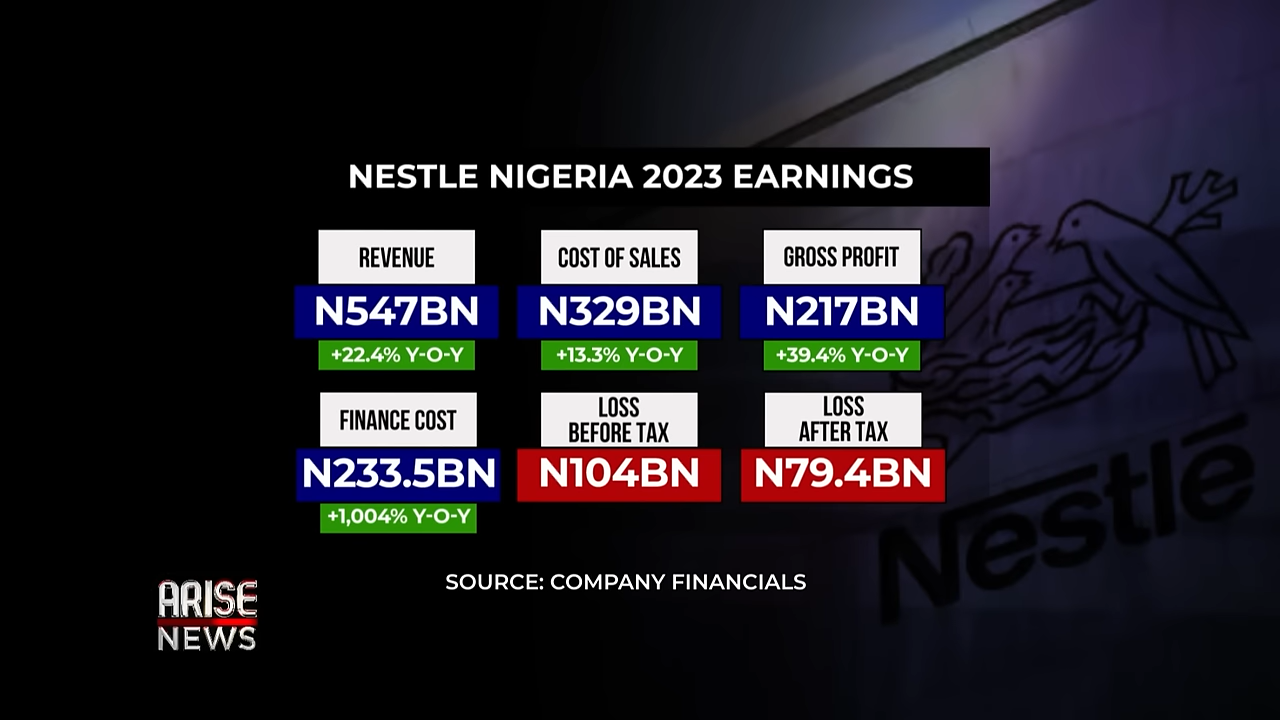 NESTLE NIGERIA 2023 EARNINGS
REVENUE
N547BN
+22.4% Y-O-Y
COST OF SALES
N329BN
+13.3% Y-O-Y
GROSS PROFIT
N217BN
+39.4% Y-O-Y
FINANCE COST
N233.5BN
+1,004% Y-O-Y
LOSS
BEFORE TAX
N104BN
LOSS
AFTER TAX
N79.4BN
SOURCE: COMPANY FINANCIALS
ARISE
NEWS
Nestlē